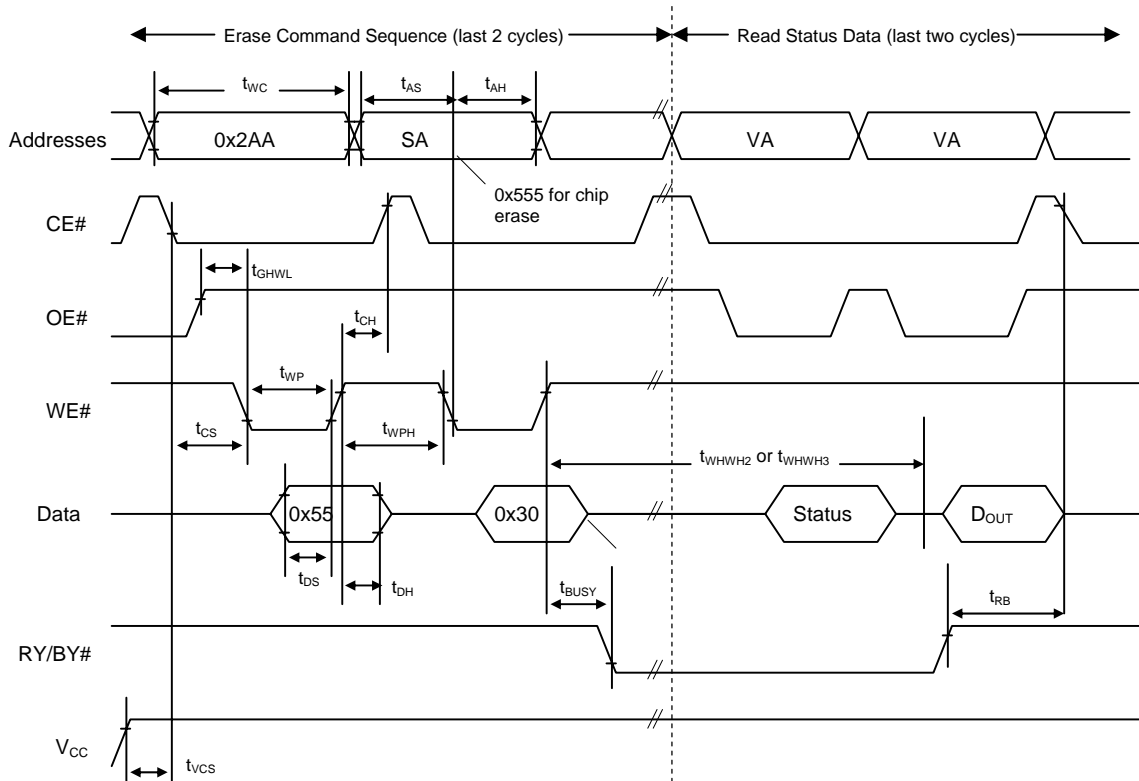 Erase Command Sequence (last 2 cycles) Read Status Data (last two cycles)
tWC tAS tAH
Addresses 0x2AA SA VA VA
0x555 for chip
erase
CE#
tGHWL
OE#
tCH
tWP
WE#
tCS tWPH
tWHWH2 or tWHWH3
Data 0x55 0x30 Status DOUT
tDS tDH tBUSY tRB
RY/BY#
VCC
tVCS